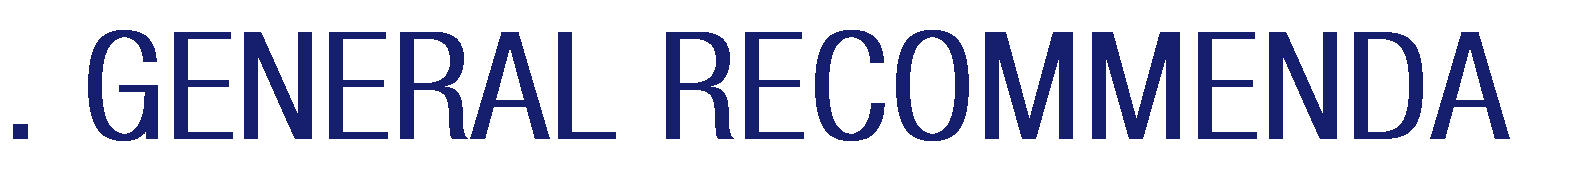 . GENERAL RECOMMENDA